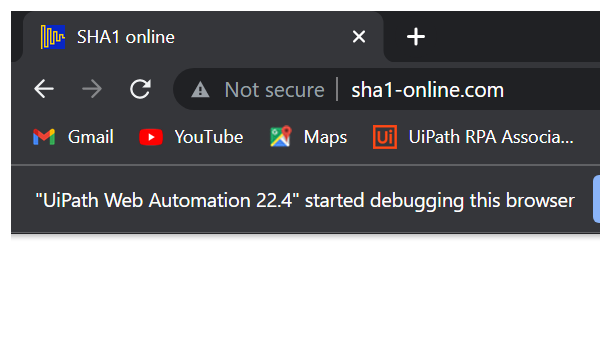 SHA1 online
Not secure | sha1-online.com
Gmail YouTube Maps Ui UiPath RPA Associa...
"UiPath Web Automation 22.4" started debugging this browser